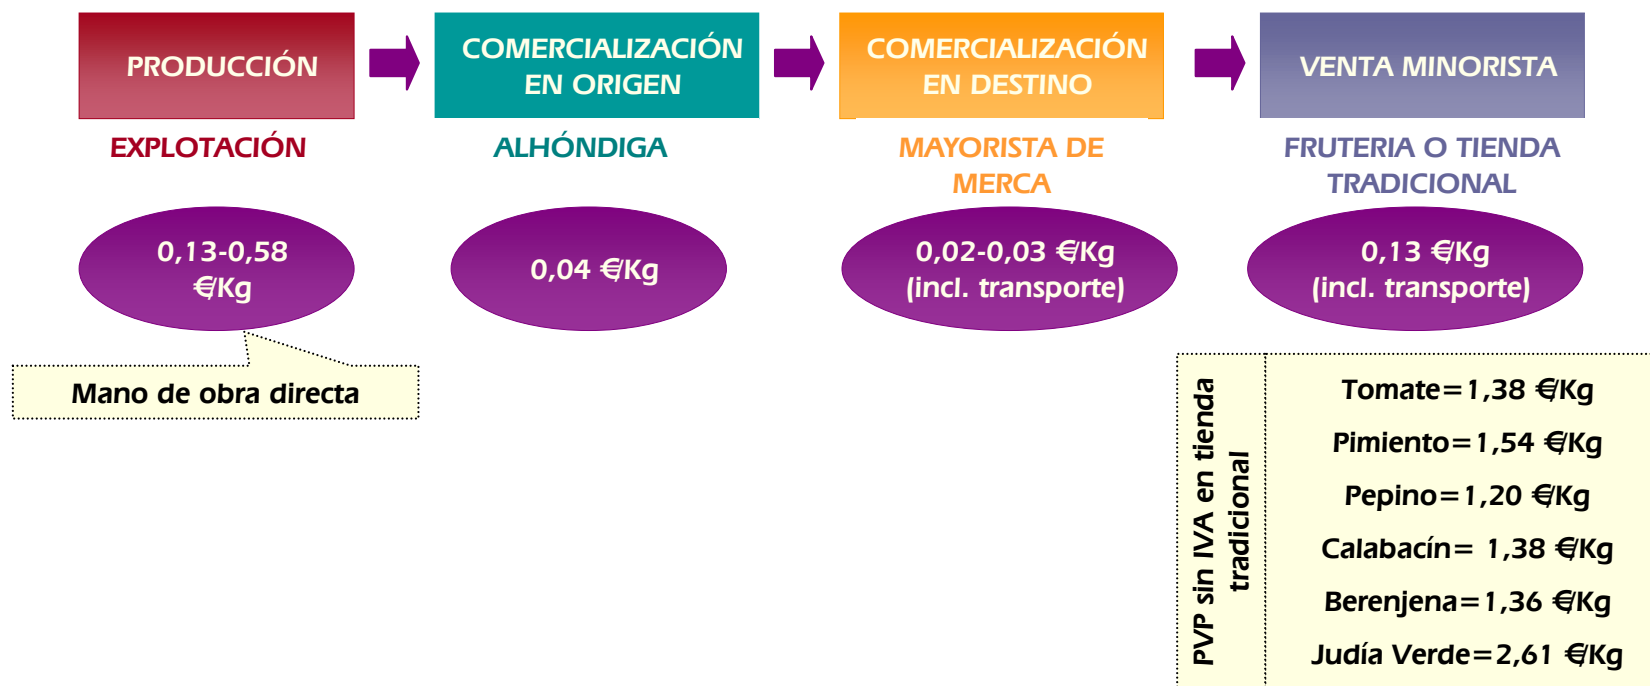 PRODUCCIÓN
COMERCIALIZACIÓN
EN ORIGEN
COMERCIALIZACIÓN
EN DESTINO
VENTA MINORISTA
EXPLOTACIÓN
ALHÓNDIGA
MAYORISTA DE
MERCA
FRUTERIA O TIENDA
TRADICIONAL
0,13-0,58
€/Kg
0,04 €/Kg
0,02-0,03 €/Kg
(incl. transporte)
0,13 €/Kg
(incl. transporte)
Mano de obra directa
PVP sin IVA en tienda
tradicional
Tomate=1,38 €/Kg
Pimiento=1,54 €/Kg
Pepino=1,20 €/Kg
Calabacín= 1,38 €/Kg
Berenjena=1,36 €/Kg
Judía Verde=2,61 €/Kg